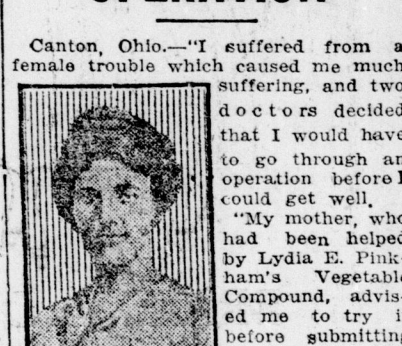 Canton, Ohio.—"I suffered from a
female trouble which caused me much
suffering, and two
doctors decided
that I would have
to go through an
operation before I
could get well.
"My mother, who
had been helped
by Lydia E. Pink-
ham's Vegetable
Compound, advis-
ed me to try i
before submitting